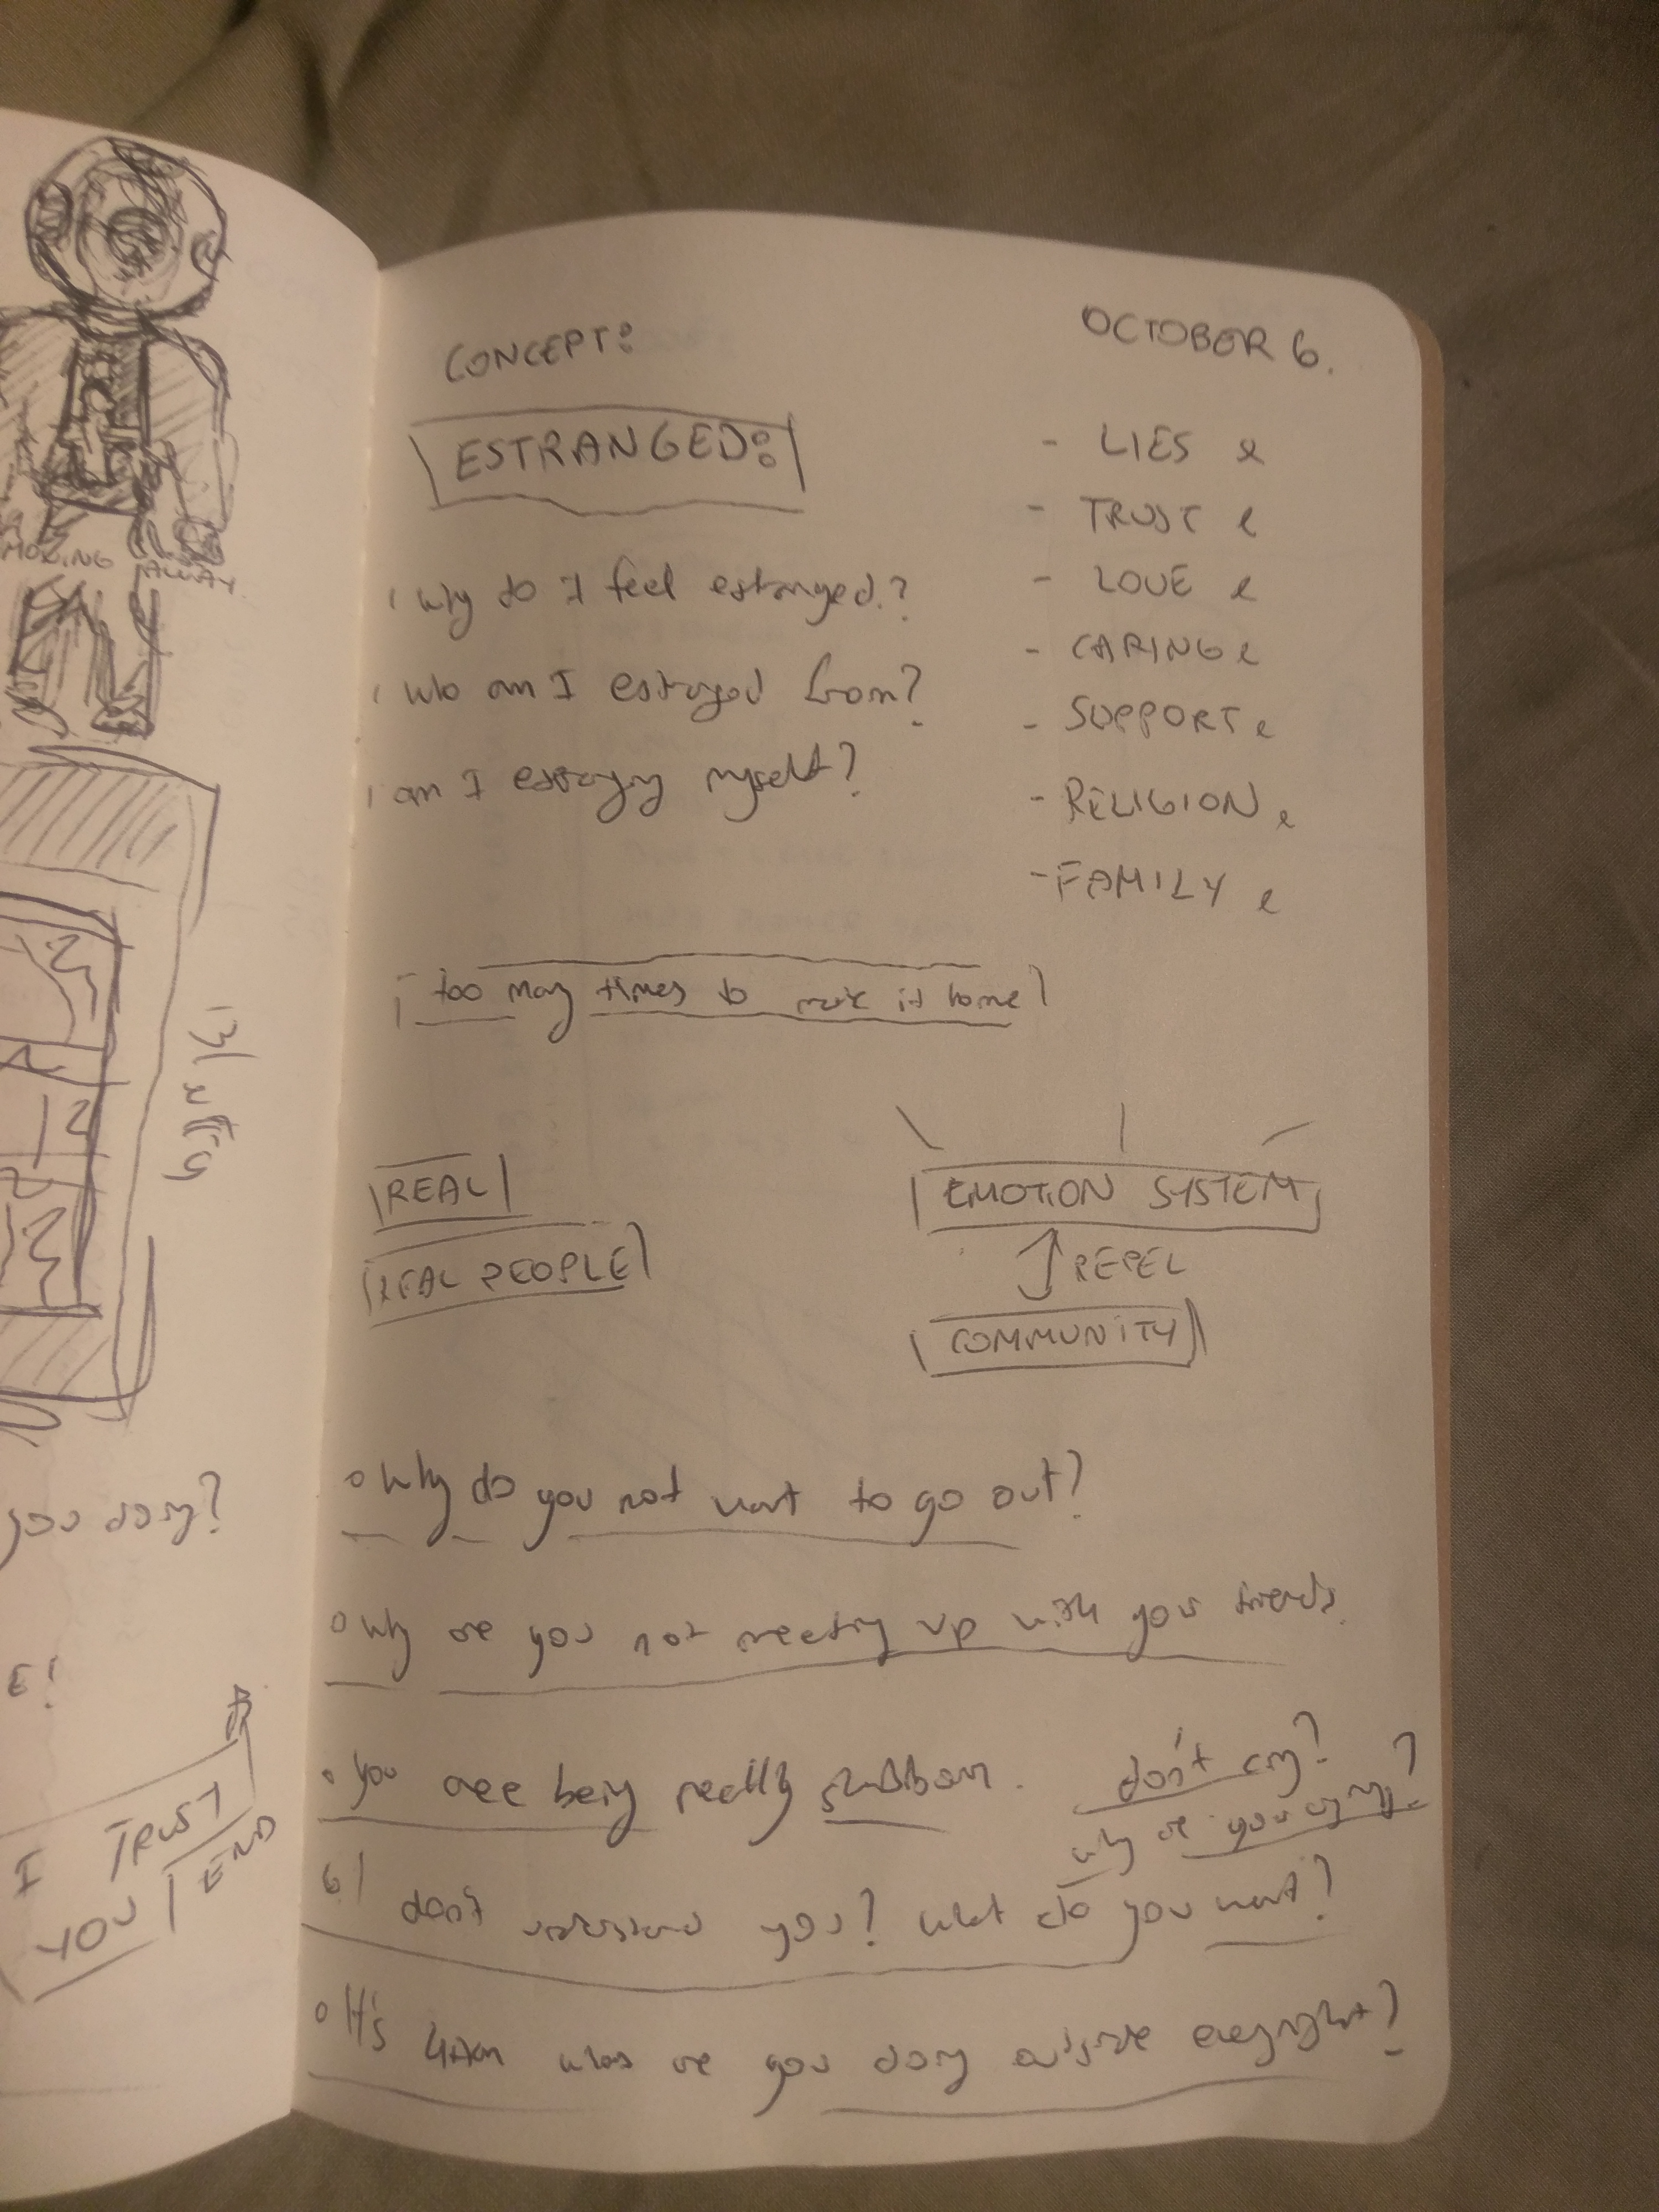 MOVING AWAY
you doing?
E!
I TRUST
YOU
END
CONCEPT:
OCTOBER 6.
ESTRANGED:
Why do I feel estranged?
Who am I estranged from?
am I estranging myself?
- LIES
- TRUST
- LOVE
- CARING
- SUPPORT
- RELIGION
- FAMILY
too many times to make it home
REAL
REAL PEOPLE
EMOTION SYSTEM
REPEL
COMMUNITY
Why do you not want to go out?
Why are you not meeting up with your friends.
You are being really stubborn.
don't cry?
why are you crying?
I don't understand you? What do you want?
It's 4am what are you doing outside everynight?